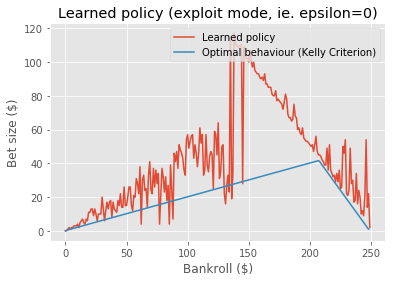 Learned policy (exploit mode, ie. epsilon=0)
Learned policy
Optimal behaviour (Kelly Criterion)
Bet size ($)
120
100
80
60
40
20
0
0 50 100 150 200 250
Bankroll ($)